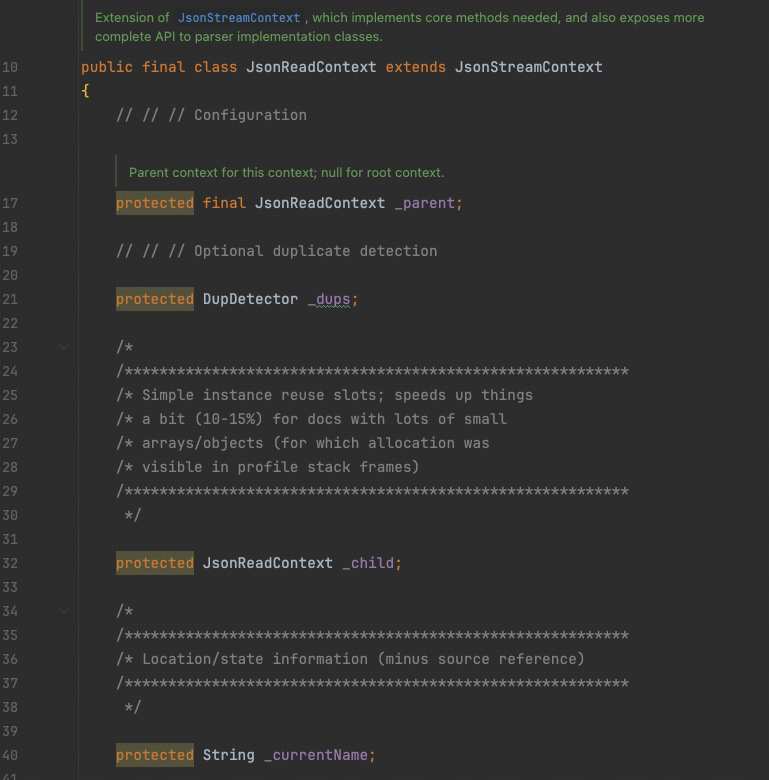 Extension of JsonStreamContext , which implements core methods needed, and also exposes more
complete API to parser implementation classes.
10 public final class JsonReadContext extends JsonStreamContext
11 {
12 // // // Configuration
13
Parent context for this context; null for root context.
17 protected final JsonReadContext _parent;
18
19 // // // Optional duplicate detection
20
21 protected DupDetector _dups;
22
23 /*
24 /**********************************************************
25 /* Simple instance reuse slots; speeds up things
26 /* a bit (10-15%) for docs with lots of small
27 /* arrays/objects (for which allocation was
28 /* visible in profile stack frames)
29 /**********************************************************
30 */
31
32 protected JsonReadContext _child;
33
34 /*
35 /**********************************************************
36 /* Location/state information (minus source reference)
37 /**********************************************************
38 */
39
40 protected String _currentName;
41